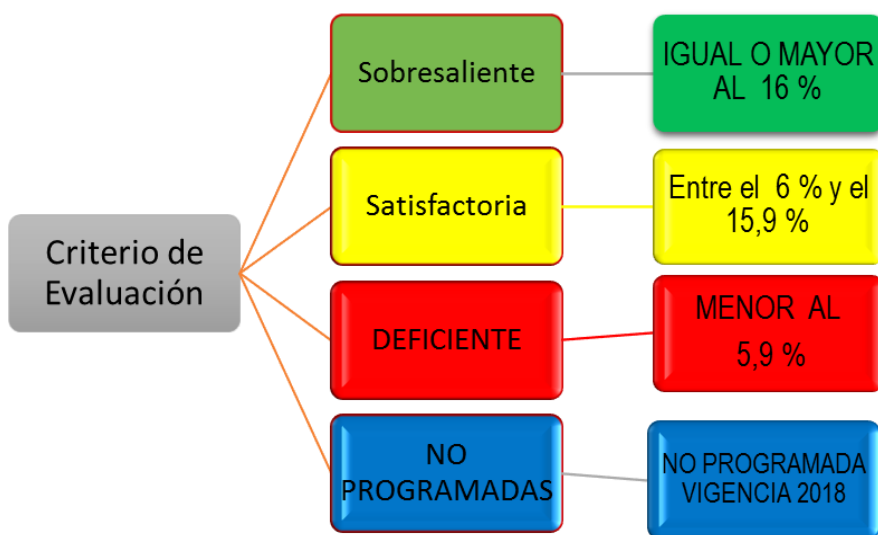 Criterio de
Evaluación
Sobresaliente
IGUAL O MAYOR
AL 16 %
Satisfactoria
Entre el 6 % y el
15,9 %
DEFICIENTE
MENOR AL
5,9 %
NO
PROGRAMADAS
NO PROGRAMADA
VIGENCIA 2018